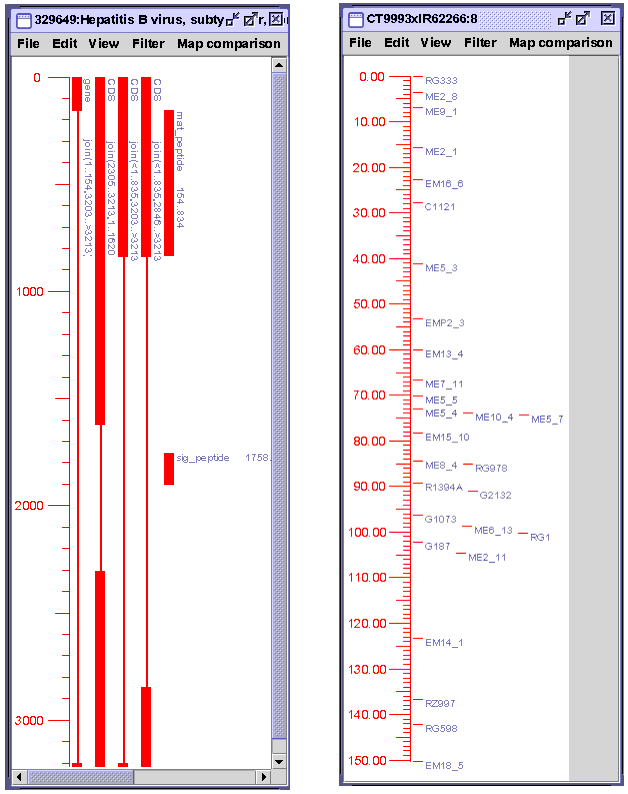 329649:Hepatitis B virus, subty
File Edit View Filter Map comparison
0
1000
2000
3000
gene join(1..154,3203..>3213;
CDS join(2305..3213,1..1620
CDS join(<1..835,3203..>3213
CDS join(<1..835,2846..>3213
mat_peptide 154..834
sig_peptide 1758.
CT9993xIR62266:8
File Edit View Filter Map comparison
0.00
10.00
20.00
30.00
40.00
50.00
60.00
70.00
80.00
90.00
100.00
110.00
120.00
130.00
140.00
150.00
RG333
ME2_8
ME9_1
ME2_1
EM16_6
C1121
ME5_3
EMP2_3
EM13_4
ME7_11
ME5_5
ME5_4 ME10_4 ME5_7
EM15_10
ME8_4 RG978
R1394A G2132
G1073 ME6_13 RG1
G187 ME2_11
EM14_1
RZ997
RG598
EM18_5